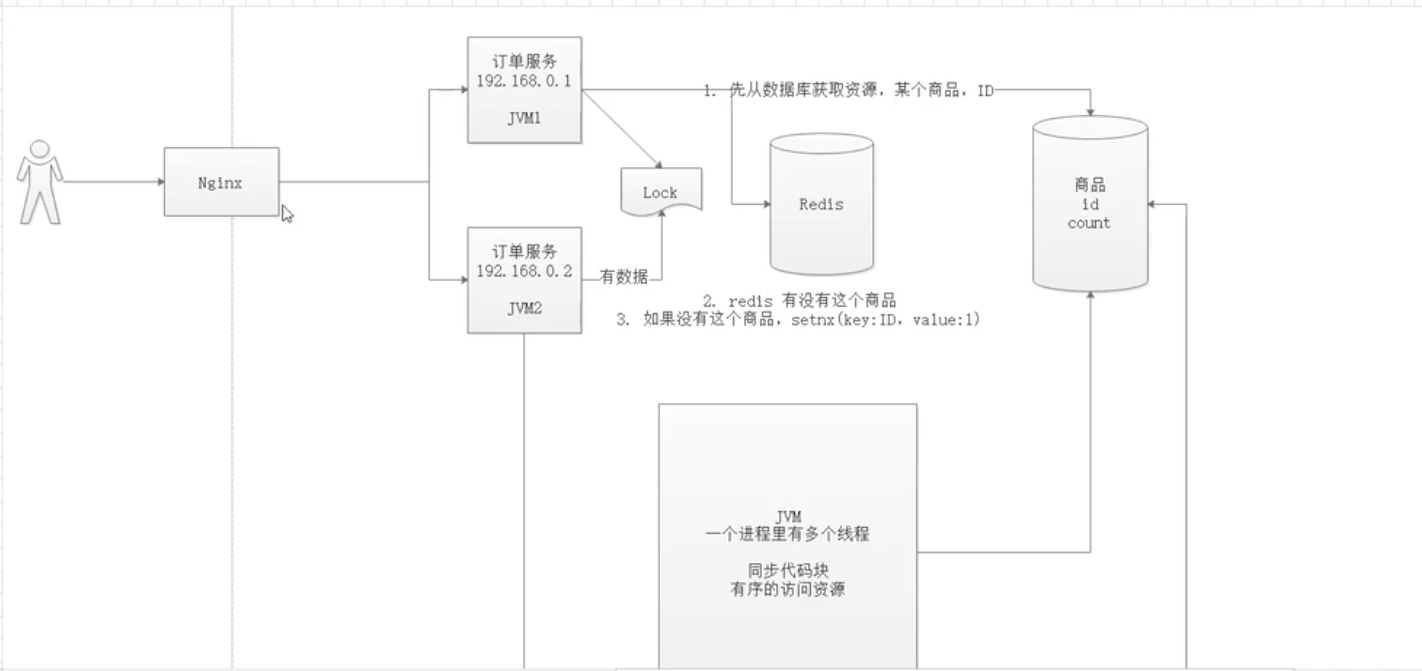 订单服务
192.168.0.1
JVM1
1. 先从数据库获取资源，某个商品，ID
Nginx
Lock
Redis
商品
id
count
订单服务
192.168.0.2
JVM2
有数据
2. redis 有没有这个商品
3. 如果没有这个商品，setnx(key:ID，value:1)
JVM
一个进程里有多个线程
同步代码块
有序的访问资源